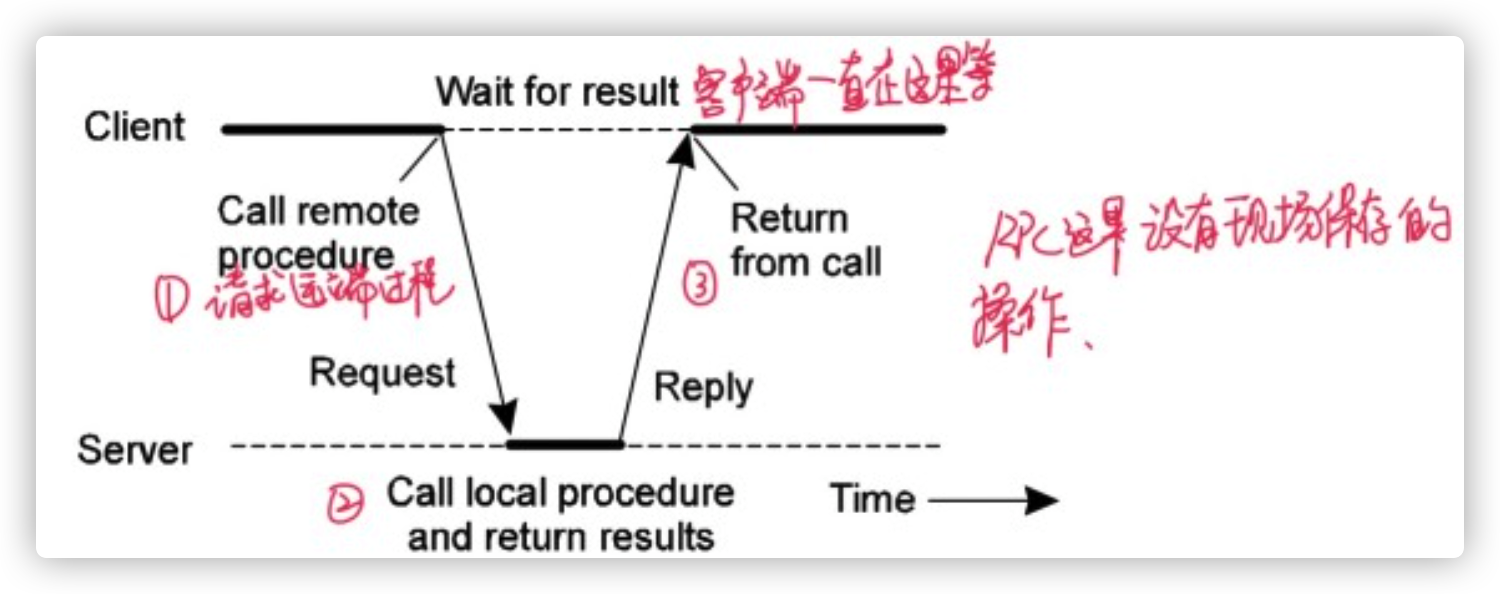 Wait for result 客户端一直在这里等
Client
Call remote
procedure
① 请求远端过程
Return
from call
③
RPC这里没有现场保存的
操作、
Request
Reply
Server
② Call local procedure
and return results
Time